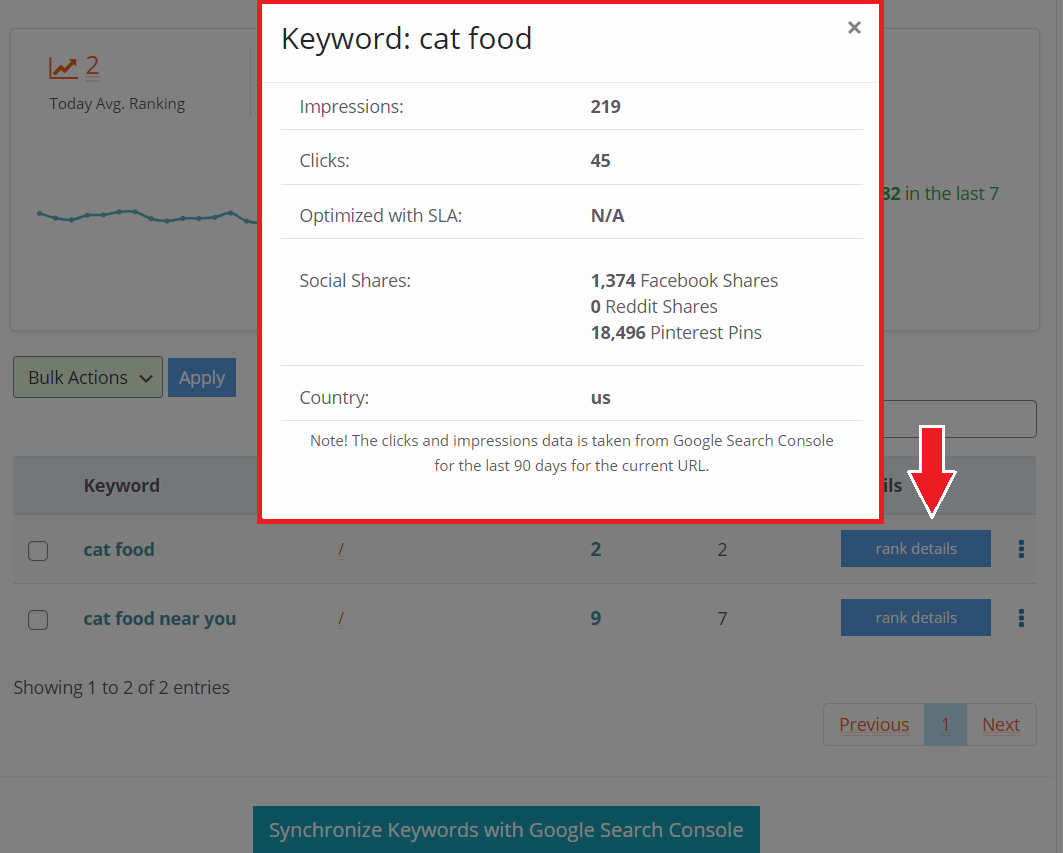 Keyword: cat food
×
2
Today Avg. Ranking
Impressions: 219
Clicks: 45
Optimized with SLA: N/A
82 in the last 7
Social Shares: 1,374 Facebook Shares
0 Reddit Shares
18,496 Pinterest Pins
Bulk Actions Apply
Country: us
Note! The clicks and impressions data is taken from Google Search Console
for the last 90 days for the current URL.
Keyword ils
cat food / 2 2 rank details
cat food near you / 9 7 rank details
Showing 1 to 2 of 2 entries
Previous 1 Next
Synchronize Keywords with Google Search Console